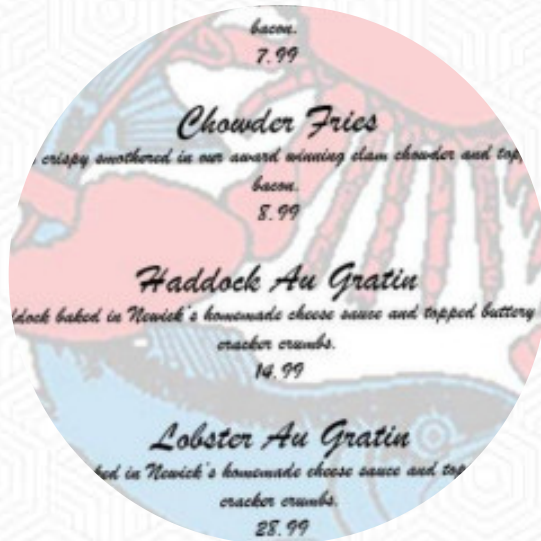 bacon.
7.99
Chowder Fries
crispy smothered in our award winning clam chowder and
bacon.
8.99
Haddock Au Gratin
baked in Newick's homemade cheese sauce and topped buttery
cracker crumbs.
14.99
Lobster Au Gratin
in Newick's homemade cheese sauce and
cracker crumbs.
28.99